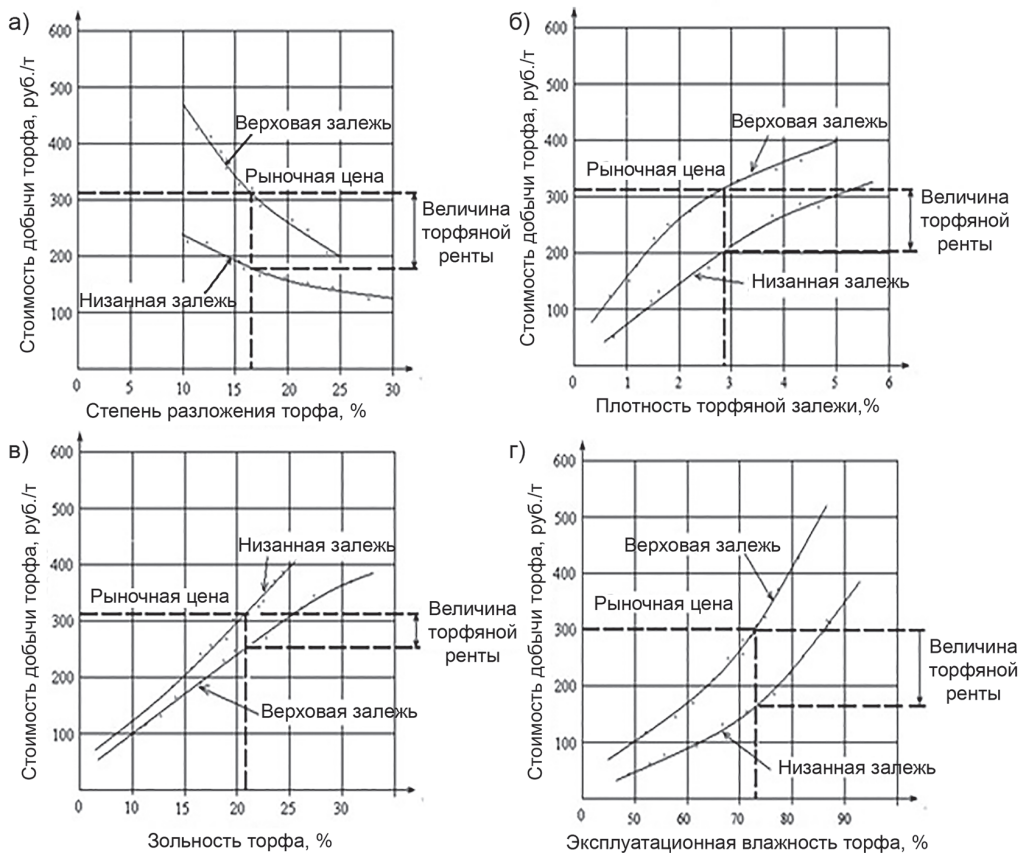 а)
Стоимость добычи торфа, руб./т
600
500
400
300
200
100
0
10
15
20
25
30
Верховая залежь
Рыночная цена
Величина
торфяной
ренты
Низанная залежь
Степень разложения торфа, %
б)
Стоимость добычи торфа, руб./т
600
500
400
300
200
100
0
1
2
3
4
5
6
Верховая залежь
Рыночная цена
Величина
торфяной
ренты
Низанная залежь
Плотность торфяной залежи,%
в)
Стоимость добычи торфа, руб./т
600
500
400
300
200
100
0
10
15
20
25
30
Низанная залежь
Рыночная цена
Величина
торфяной
ренты
Верховая залежь
Зольность торфа, %
г)
Стоимость добычи торфа, руб./т
600
500
400
300
200
100
0
50
60
70
80
90
Верховая залежь
Рыночная цена
Величина
торфяной
ренты
Низанная залежь
Эксплуатационная влажность торфа, %